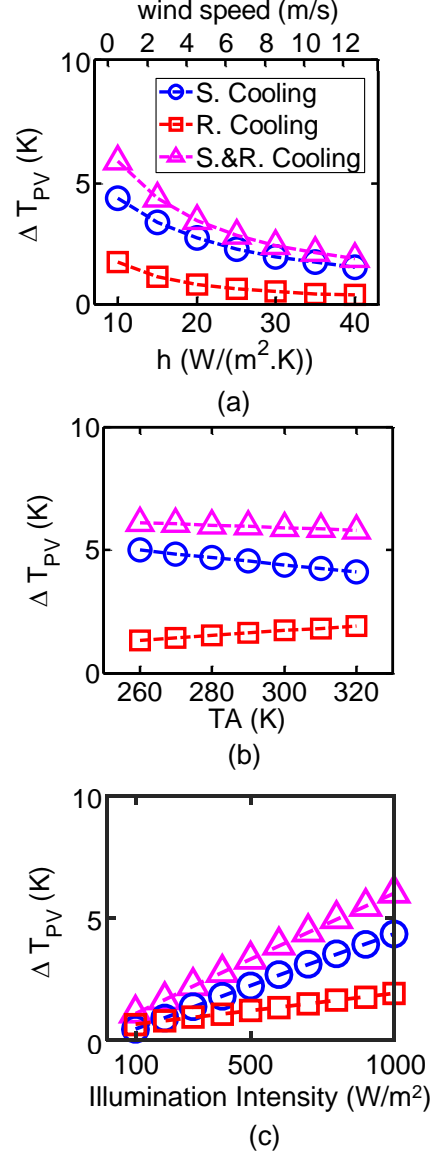 wind speed (m/s)
0 2 4 6 8 10 12
10
5
0
Δ T_PV (K)
S. Cooling
R. Cooling
S.&R. Cooling
10 20 30 40
h (W/(m².K))
(a)
10
5
0
Δ T_PV (K)
260 280 300 320
TA (K)
(b)
10
5
0
Δ T_PV (K)
100 500 1000
Illumination Intensity (W/m²)
(c)